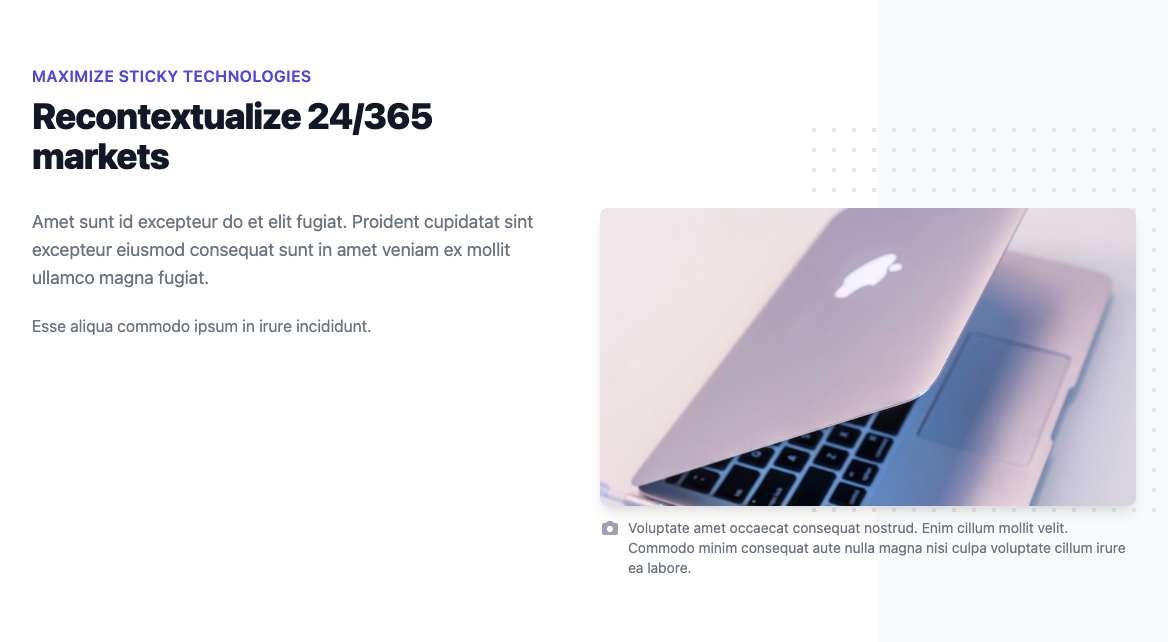 MAXIMIZE STICKY TECHNOLOGIES
Recontextualize 24/365
markets
Amet sunt id excepteur do et elit fugiat. Proident cupidatat sint
excepteur eiusmod consequat sunt in amet veniam ex mollit
ullamco magna fugiat.
Esse aliqua commodo ipsum in irure incididunt.
Voluptate amet occaecat consequat nostrud. Enim cillum mollit velit.
Commodo minim consequat aute nulla magna nisi culpa voluptate cillum irure
ea labore.